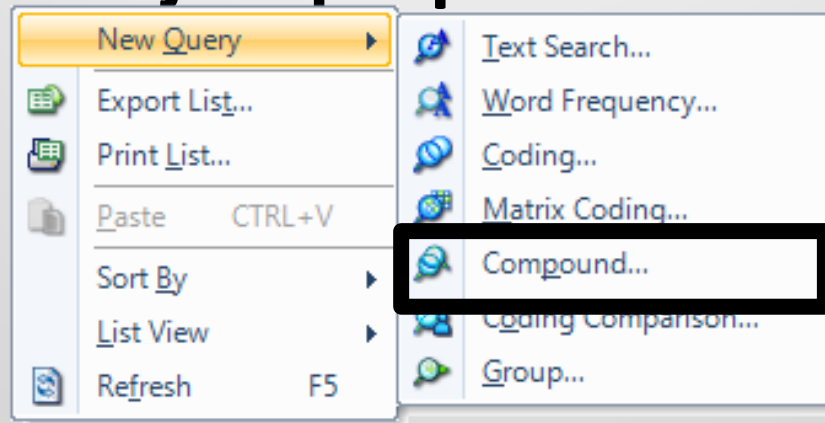 New Query
Export List...
Print List...
Paste CTRL+V
Sort By
List View
Refresh F5
Text Search...
Word Frequency...
Coding...
Matrix Coding...
Compound...
Coding Comparison...
Group...